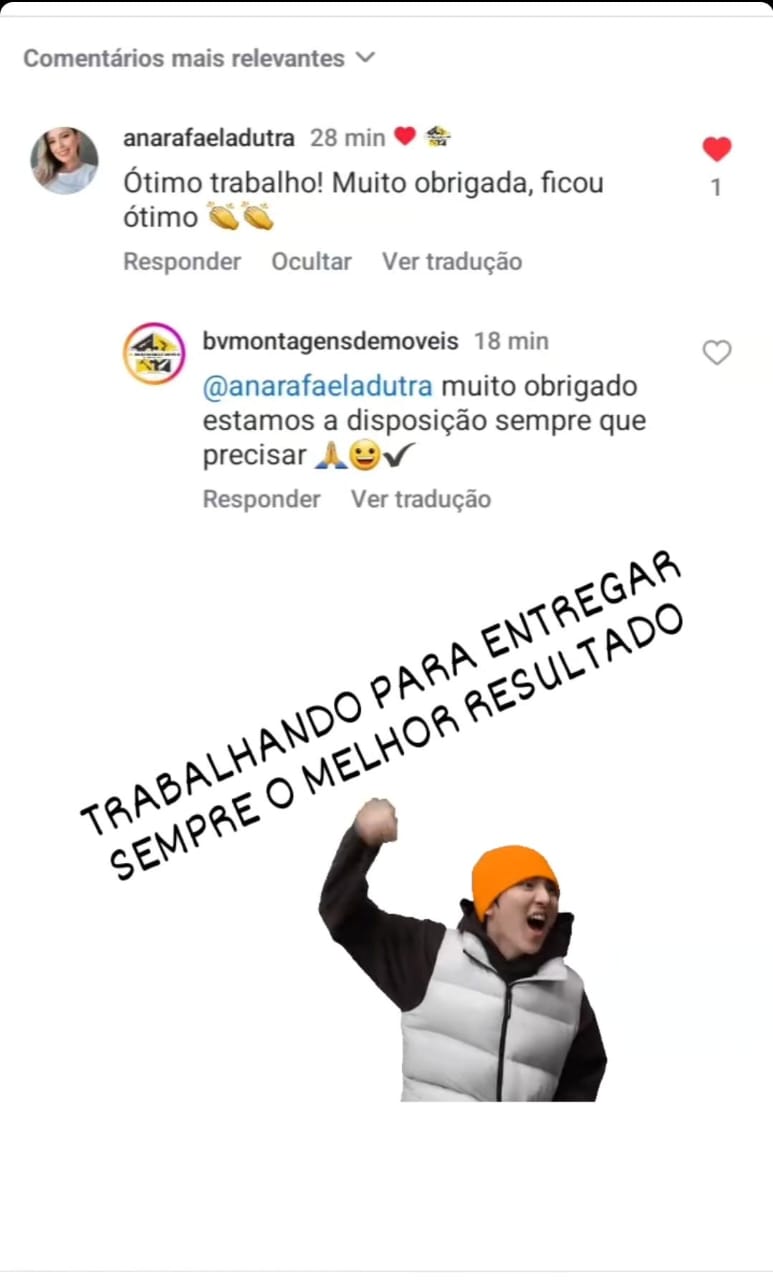 Comentários mais relevantes
anarafaeladutra 28 min
1
Ótimo trabalho! Muito obrigada, ficou
ótimo 👏👏
Responder Ocultar Ver tradução
bvmontagensdemoveis 18 min
@anarafaeladutra muito obrigado
estamos a disposição sempre que
precisar 🙏😀✔
Responder Ver tradução
TRABALHANDO PARA ENTREGAR
SEMPRE O MELHOR RESULTADO